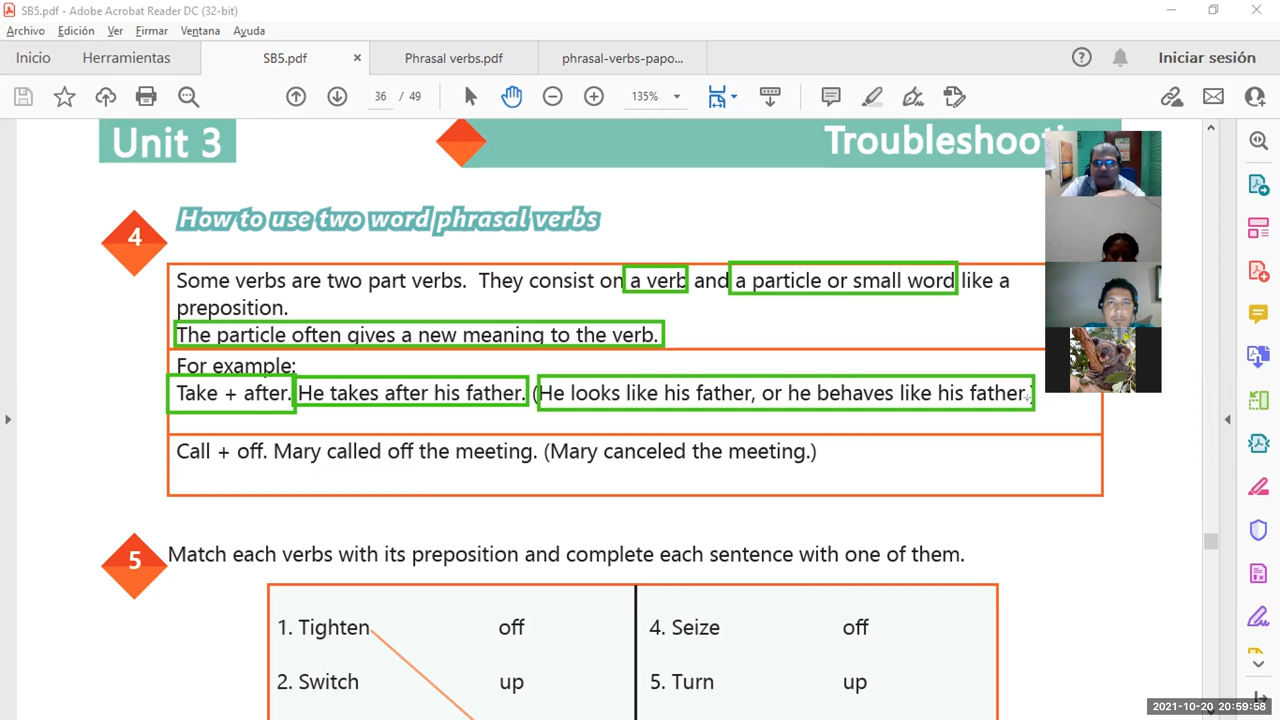 SB5.pdf - Adobe Acrobat Reader DC (32-bit)
Archivo Edición Ver Firmar Ventana Ayuda
Inicio Herramientas SB5.pdf × Phrasal verbs.pdf phrasal-verbs-papo... Iniciar sesión
36 / 49 135%
Unit 3
4 How to use two word phrasal verbs
Some verbs are two part verbs. They consist on a verb and a particle or small word like a
preposition.
The particle often gives a new meaning to the verb.
For example:
Take + after. He takes after his father. (He looks like his father, or he behaves like his father.)
Call + off. Mary called off the meeting. (Mary canceled the meeting.)
5 Match each verbs with its preposition and complete each sentence with one of them.
1. Tighten off 4. Seize off
2. Switch up 5. Turn up
2021-10-20 20:59:58